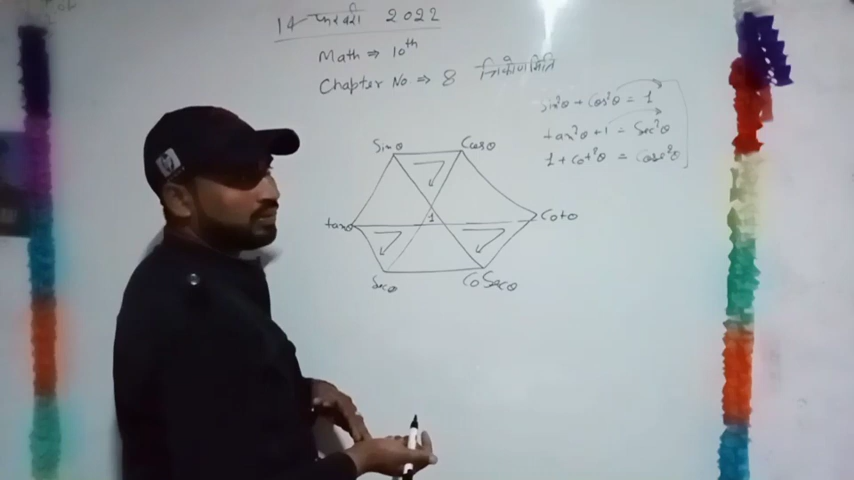 14 फरवरी 2022
Math ⇒ 10th
Chapter No ⇒ 8 त्रिकोणमिति
sin²θ + cos²θ = 1
tan²θ + 1 = Sec²θ
1 + cot²θ = Cosec²θ
Sinθ Cosθ
tanθ 1 Cotθ
Secθ CoSecθ